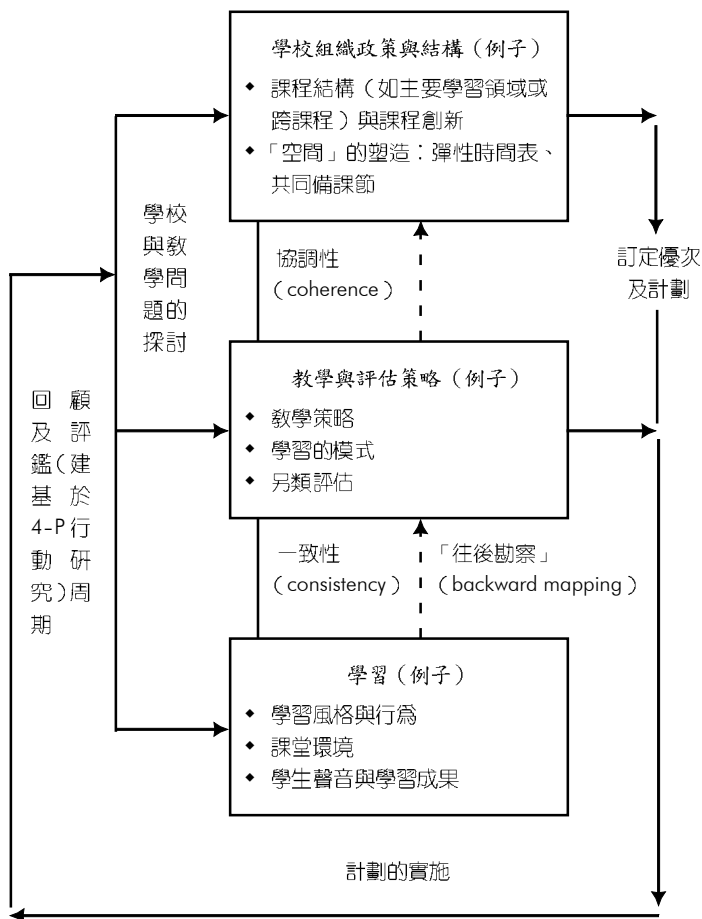 學校組織政策與結構（例子）
◆ 課程結構（如主要學習領域或
跨課程）與課程創新
◆ 「空間」的塑造：彈性時間表、
共同備課節
學校
與教
學問
題的
探討
協調性
（coherence）
訂定優次
及計劃
教學與評估策略（例子）
◆ 教學策略
◆ 學習的模式
◆ 另類評估
回顧
及評
鑑（建
基於
4-P行
動研
究）周
期
一致性
（consistency）
「往後勘察」
（backward mapping）
學習（例子）
◆ 學習風格與行為
◆ 課堂環境
◆ 學生聲音與學習成果
計劃的實施